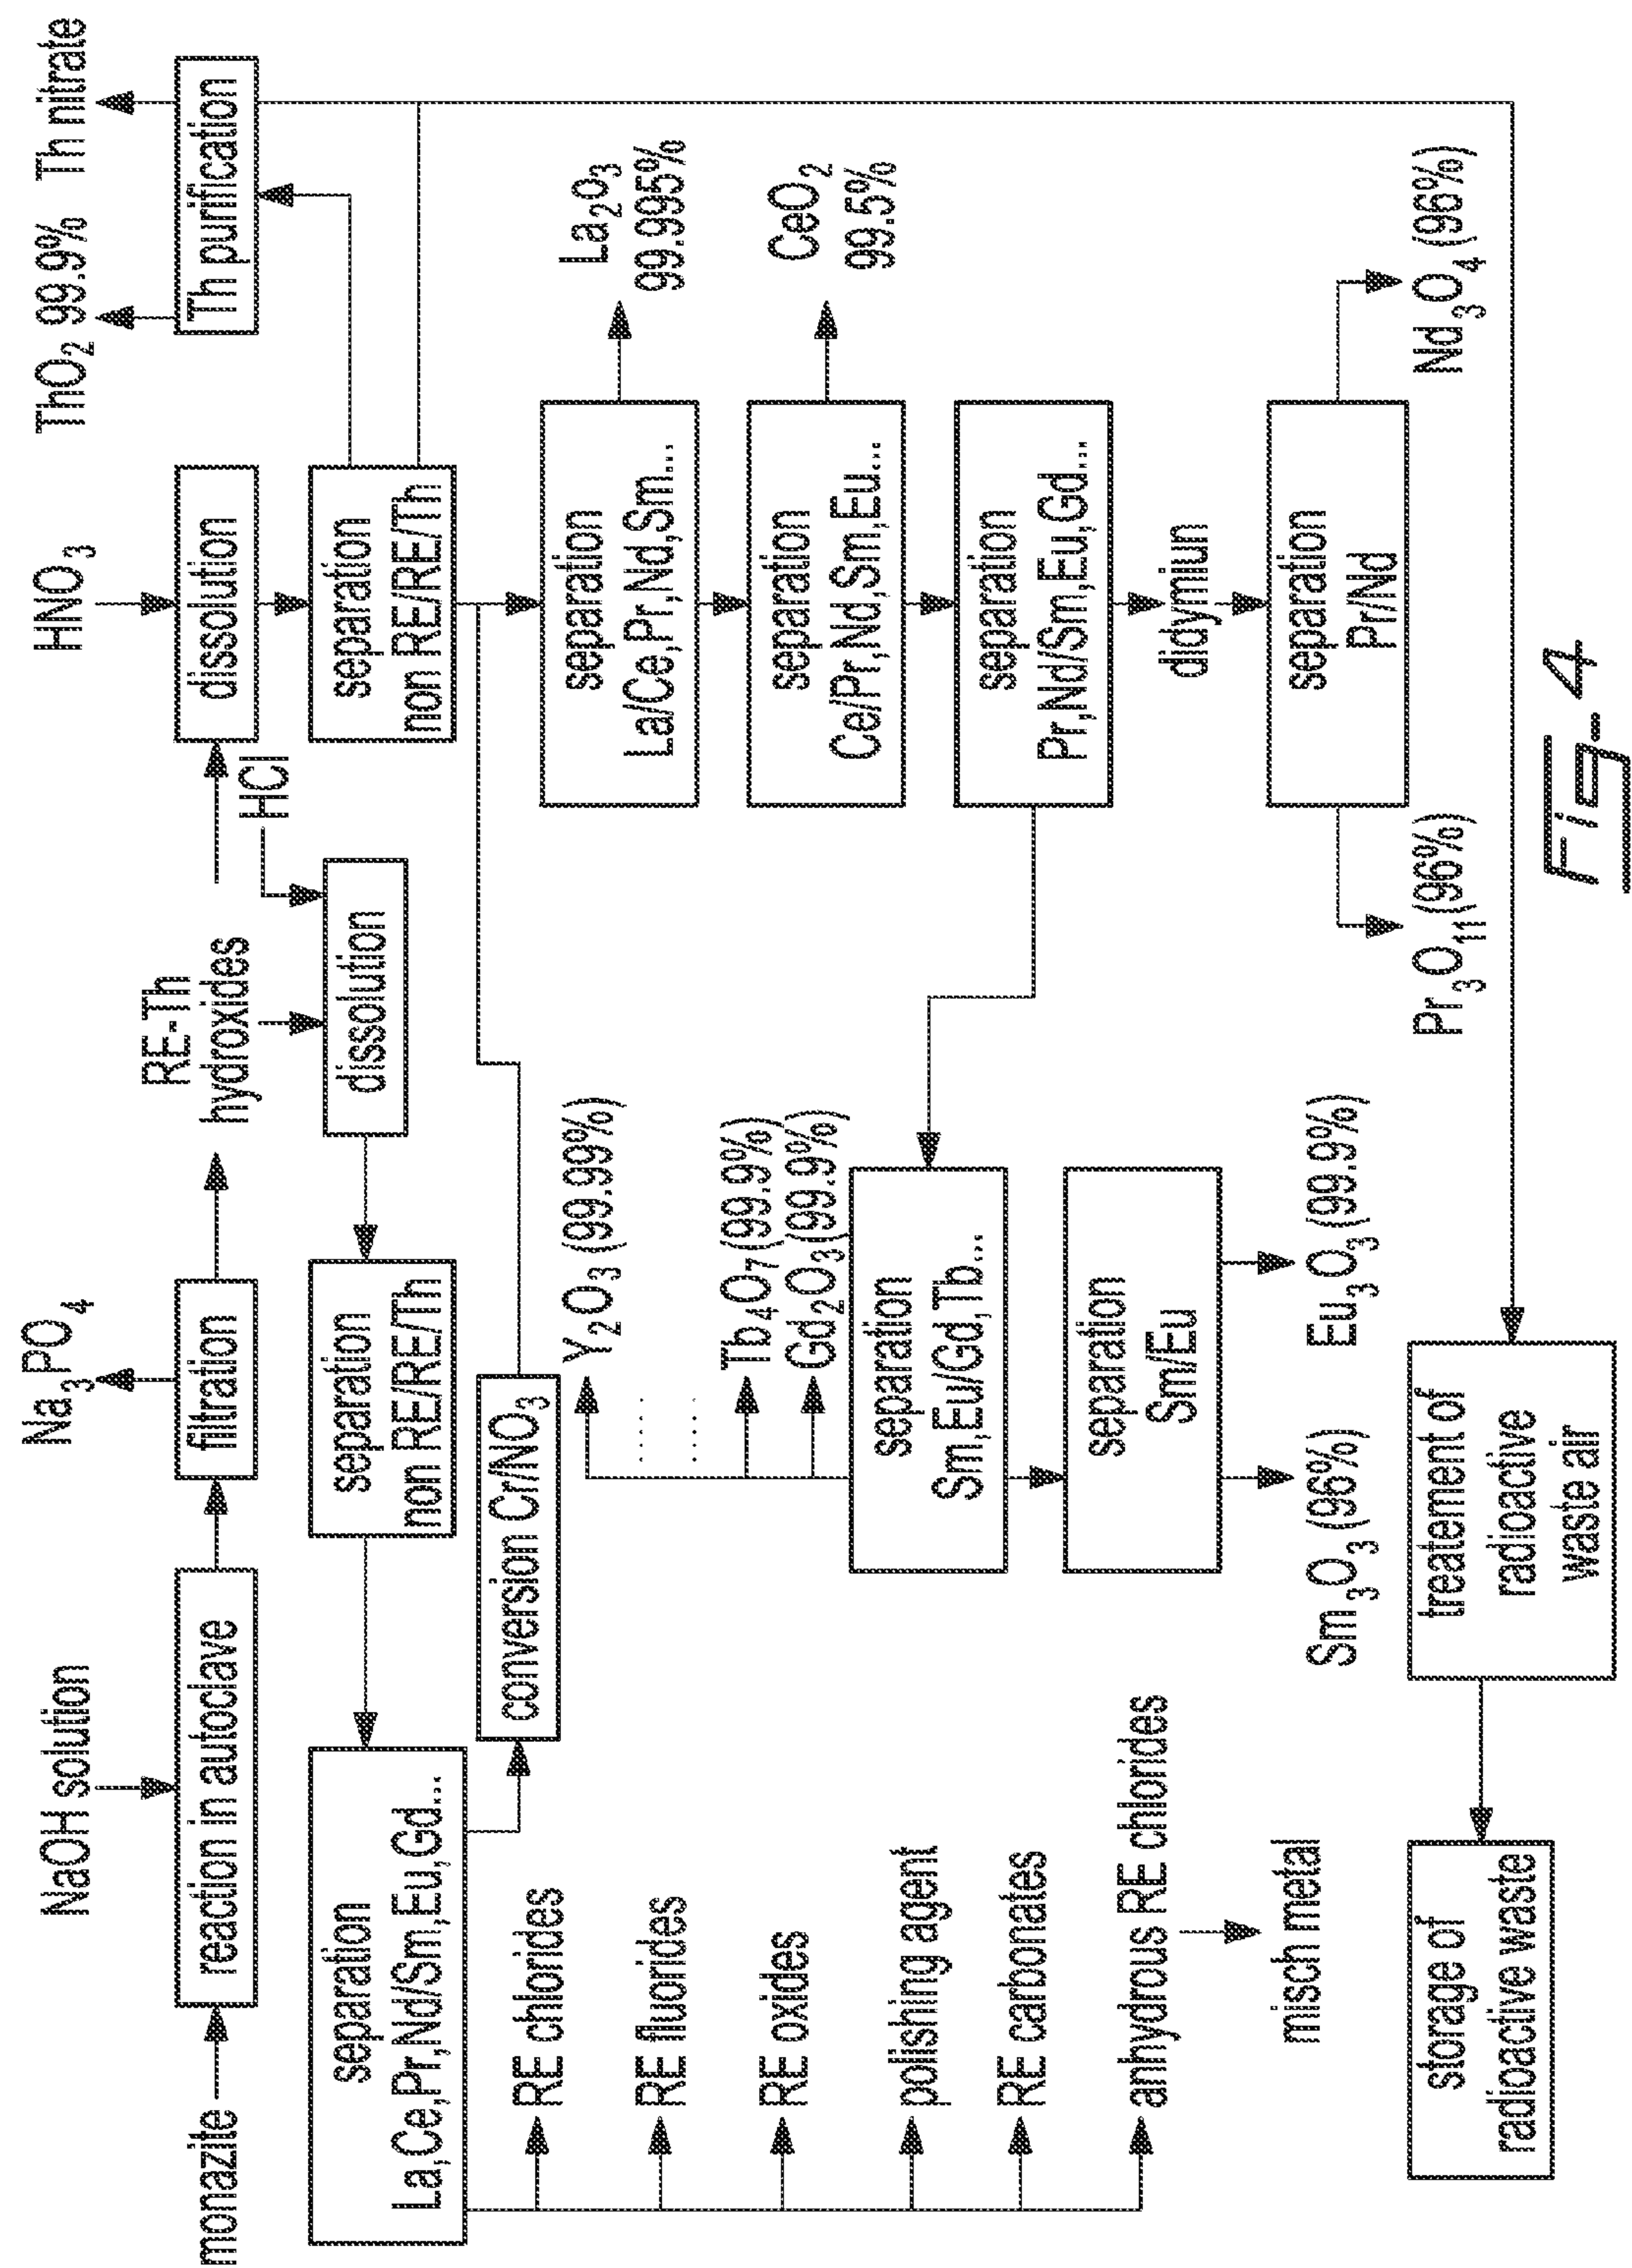 NaOH solution
Na3PO4
HNO3
ThO2 99.9%
Th nitrate
monazite
reaction in autoclave
filtration
RE-Th
hydroxides
dissolution
Th purification
HCl
separation
La,Ce,Pr,Nd/Sm,Eu,Gd...
separation
non RE/RE/Th
dissolution
separation
non RE/RE/Th
conversion Cr/NO3
RE chlorides
RE fluorides
RE oxides
polishing agent
RE carbonates
anhydrous RE chlorides
misch metal
Y2O3 (99.99%)
Tb4O7 (99.9%)
Gd2O3 (99.9%)
separation
Sm,Eu/Gd,Tb...
separation
Sm/Eu
Sm3O3 (96%)
Eu3O3 (99.9%)
separation
La/Ce,Pr,Nd,Sm...
La2O3
99.995%
separation
Ce/Pr,Nd,Sm,Eu...
CeO2
99.5%
separation
Pr,Nd/Sm,Eu,Gd...
didymiun
separation
Pr/Nd
Pr3O11 (96%)
Nd3O4 (96%)
storage of
radioactive waste
treatement of
radioactive
waste air
Fig- 4